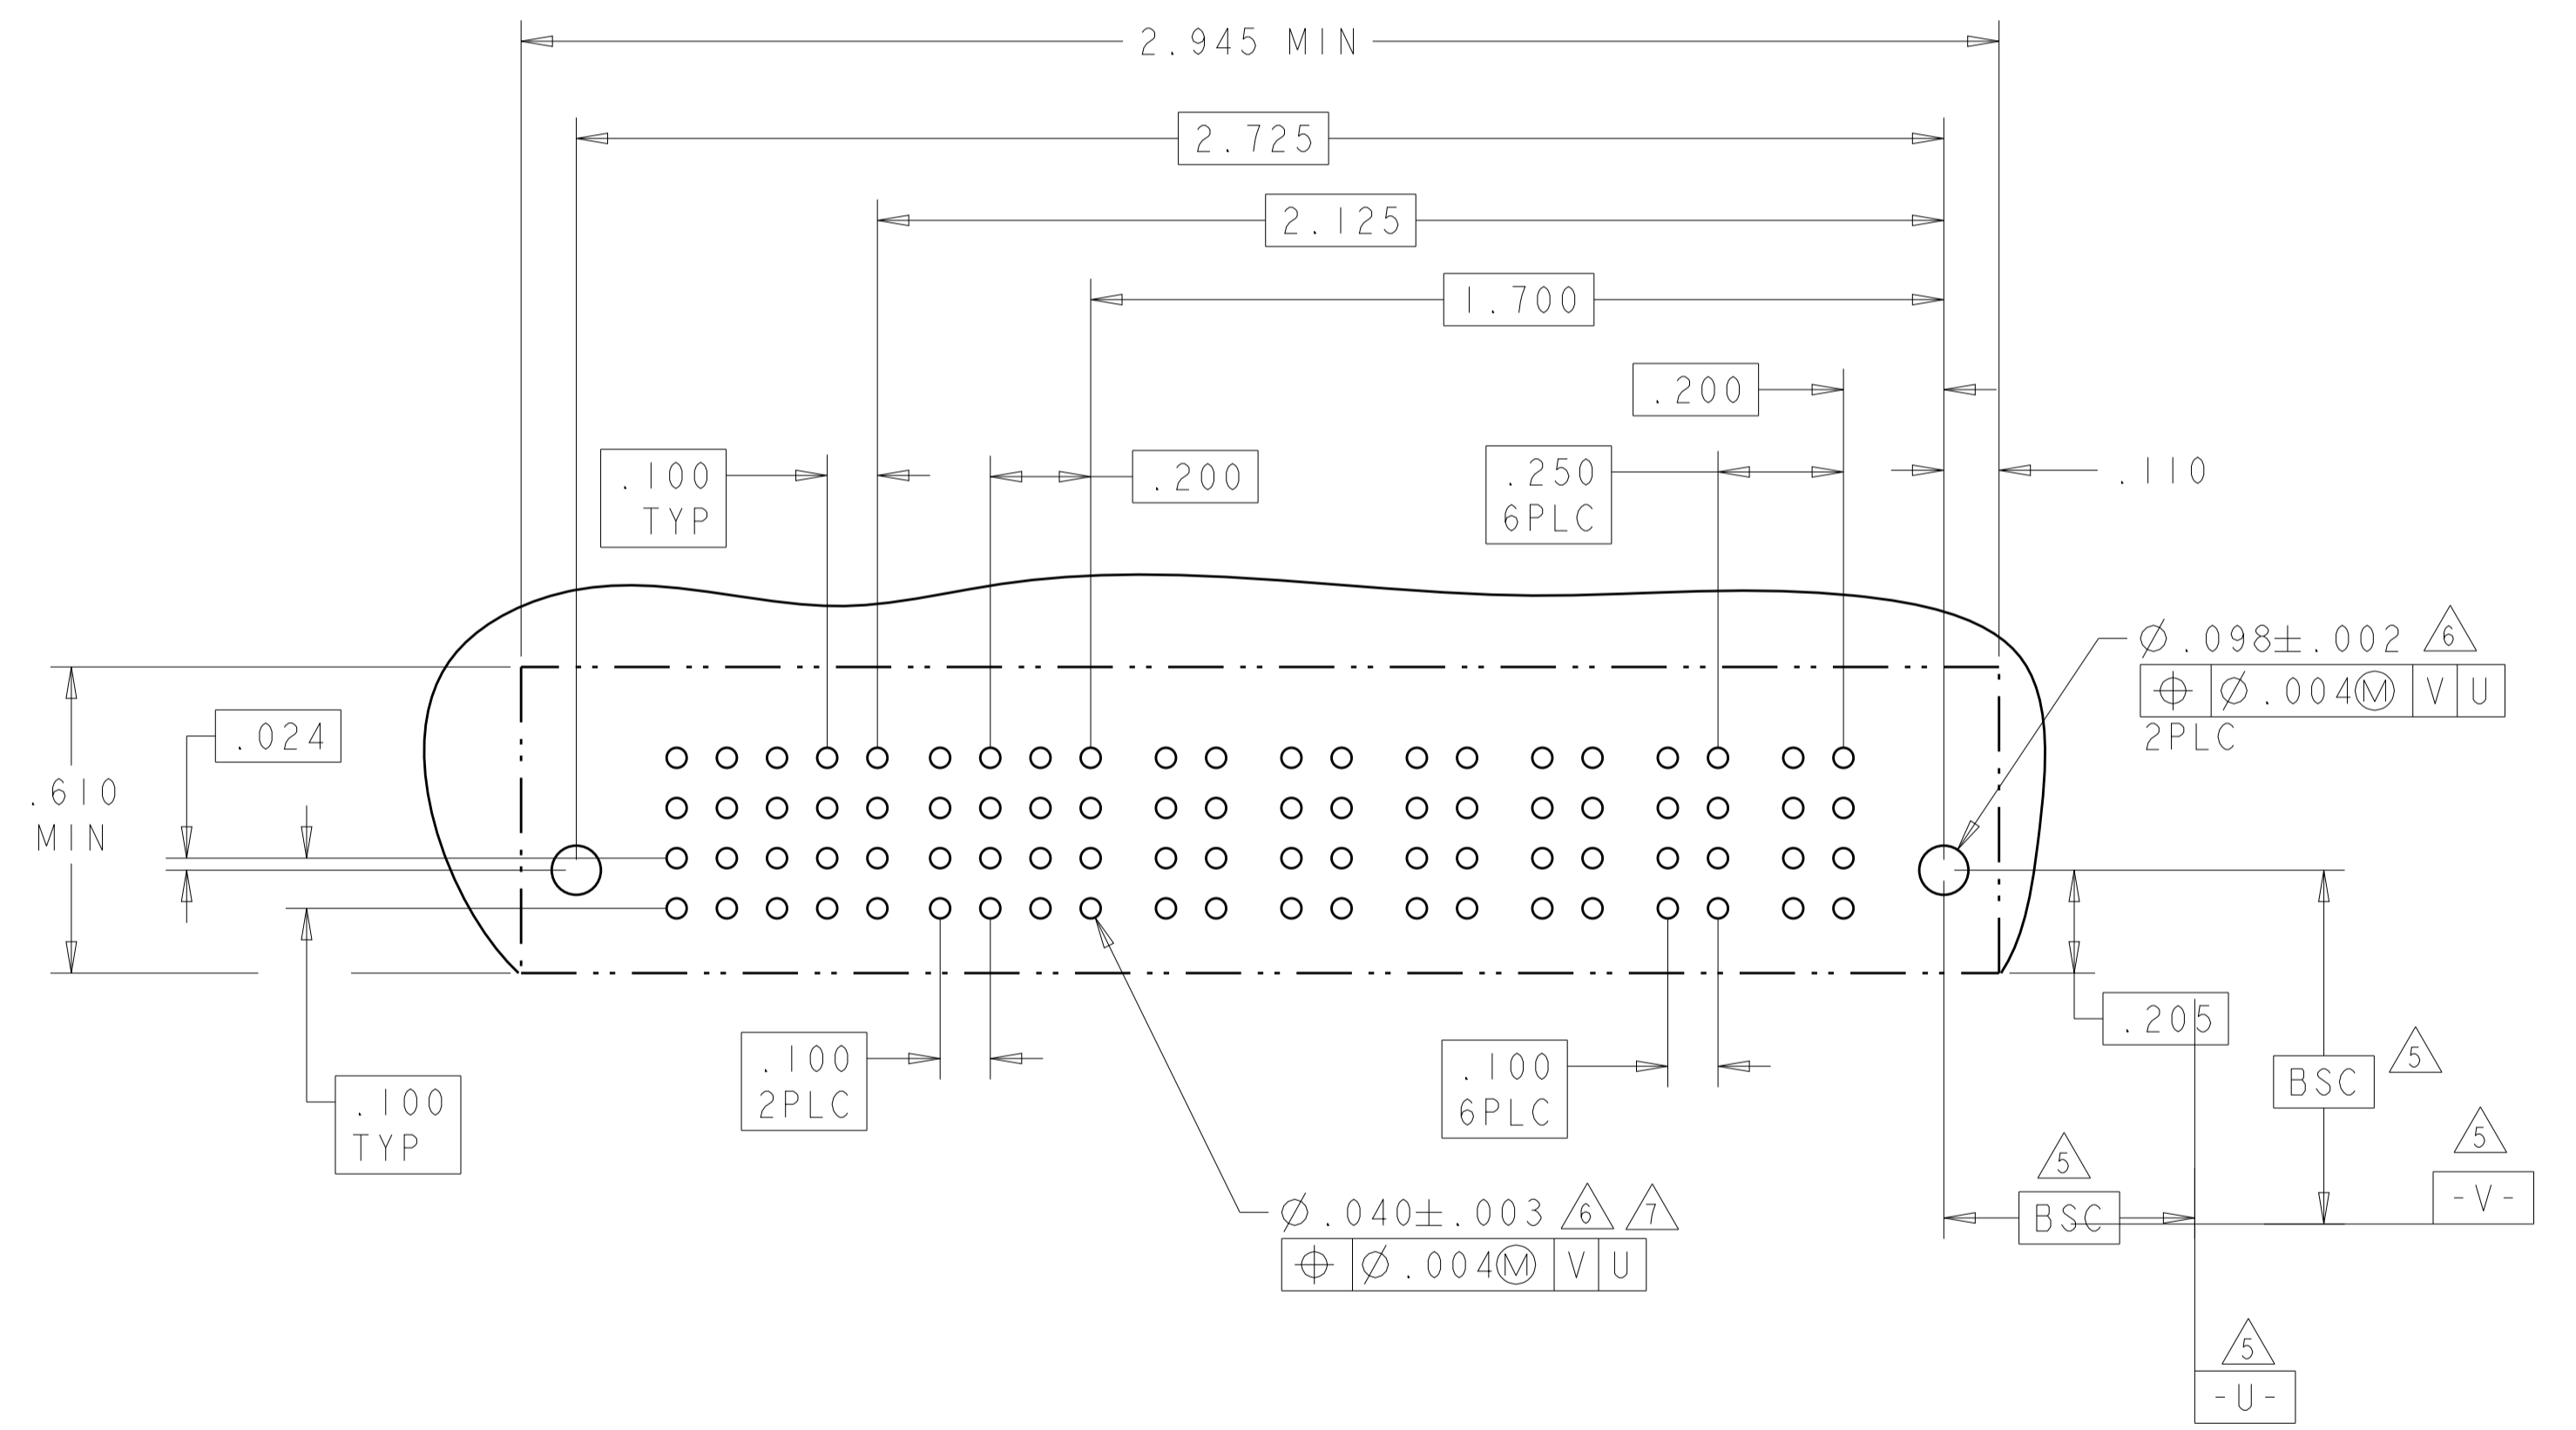 2.945 MIN
2.725
2.125
1.700
.200
.100
TYP
.200
.250
6PLC
.110
Ø.098±.002 6
⌖ Ø.004Ⓜ V U
2PLC
.024
.610
MIN
.205
BSC 5
.100
2PLC
.100
6PLC
.100
TYP
5
BSC
5
-V-
Ø.040±.003 6 7
⌖ Ø.004Ⓜ V U
5
-U-